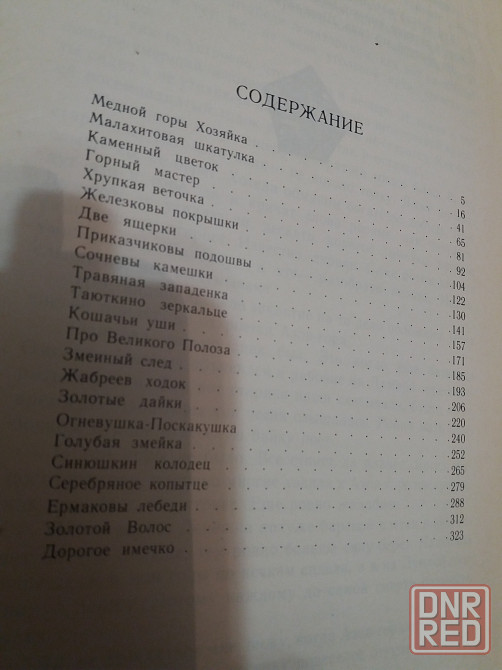 СОДЕРЖАНИЕ
Медной горы Хозяйка . . . . . . . . 5
Малахитовая шкатулка . . . . . . . . 16
Каменный цветок . . . . . . . . 41
Горный мастер . . . . . . . . 65
Хрупкая веточка . . . . . . . . 81
Железковы покрышки . . . . . . . . 92
Две ящерки . . . . . . . . 104
Приказчиковы подошвы . . . . . . . . 122
Сочневы камешки . . . . . . . . 130
Травяная западенка . . . . . . . . 141
Таюткино зеркальце . . . . . . . . 157
Кошачьи уши . . . . . . . . 171
Про Великого Полоза . . . . . . . . 185
Змеиный след . . . . . . . . 193
Жабреев ходок . . . . . . . . 206
Золотые дайки . . . . . . . . 220
Огневушка-Поскакушка . . . . . . . . 240
Голубая змейка . . . . . . . . 252
Синюшкин колодец . . . . . . . . 265
Серебряное копытце . . . . . . . . 279
Ермаковы лебеди . . . . . . . . 288
Золотой Волос . . . . . . . . 312
Дорогое имечко . . . . . . . . 323
DNR
RED